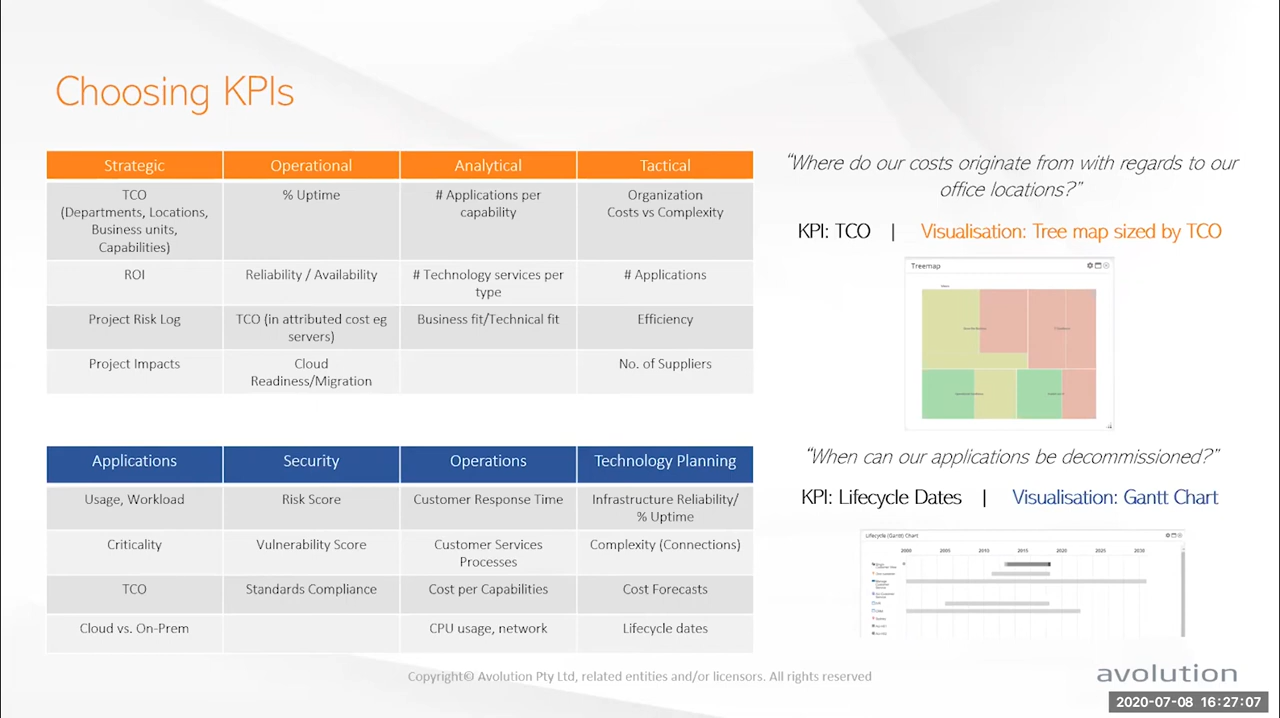 Choosing KPIs
Strategic
Operational
Analytical
Tactical
TCO
(Departments, Locations,
Business units,
Capabilities)
% Uptime
# Applications per
capability
Organization
Costs vs Complexity
ROI
Reliability / Availability
# Technology services per
type
# Applications
Project Risk Log
TCO (in attributed cost eg
servers)
Business fit/Technical fit
Efficiency
Project Impacts
Cloud
Readiness/Migration
No. of Suppliers
Applications
Security
Operations
Technology Planning
Usage, Workload
Risk Score
Customer Response Time
Infrastructure Reliability/
% Uptime
Criticality
Vulnerability Score
Customer Services
Processes
Complexity (Connections)
TCO
Standards Compliance
Cost per Capabilities
Cost Forecasts
Cloud vs. On-Pr
CPU usage, network
Lifecycle dates
“Where do our costs originate from with regards to our
office locations?”
KPI: TCO | Visualisation: Tree map sized by TCO
Treemap
“When can our applications be decommissioned?”
KPI: Lifecycle Dates | Visualisation: Gantt Chart
Lifecycle (Gantt) Chart
2000 2005 2010 2015 2020 2025 2030
Copyright© Avolution Pty Ltd, related entities and/or licensors. All rights reserved
avolution
2020-07-08 16:27:07